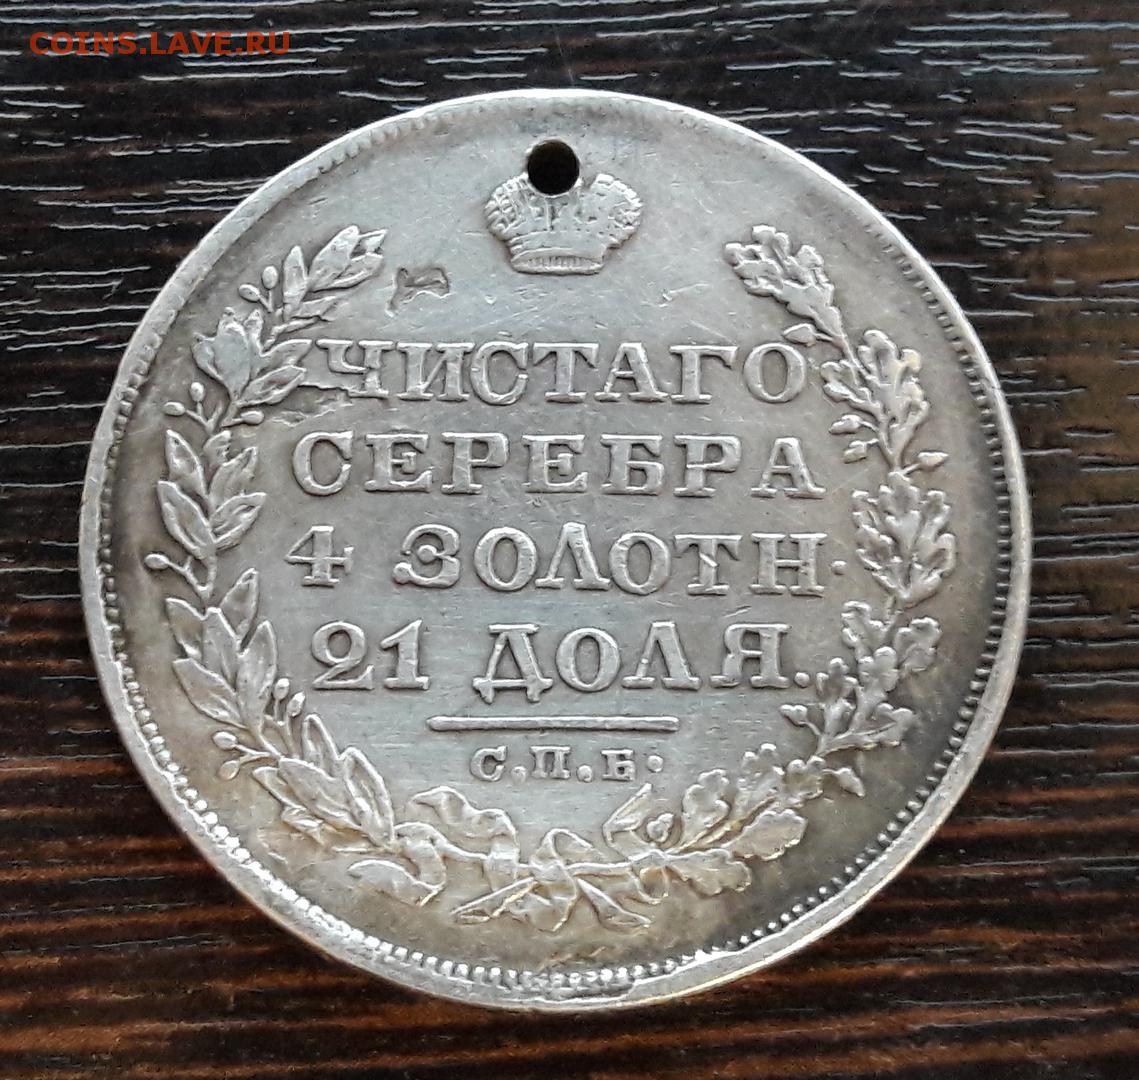 COINS.LAVE.RU
ЧИСТАГО
СЕРЕБРА
4 ЗОЛОТН.
21 ДОЛЯ.
С.П.Б.